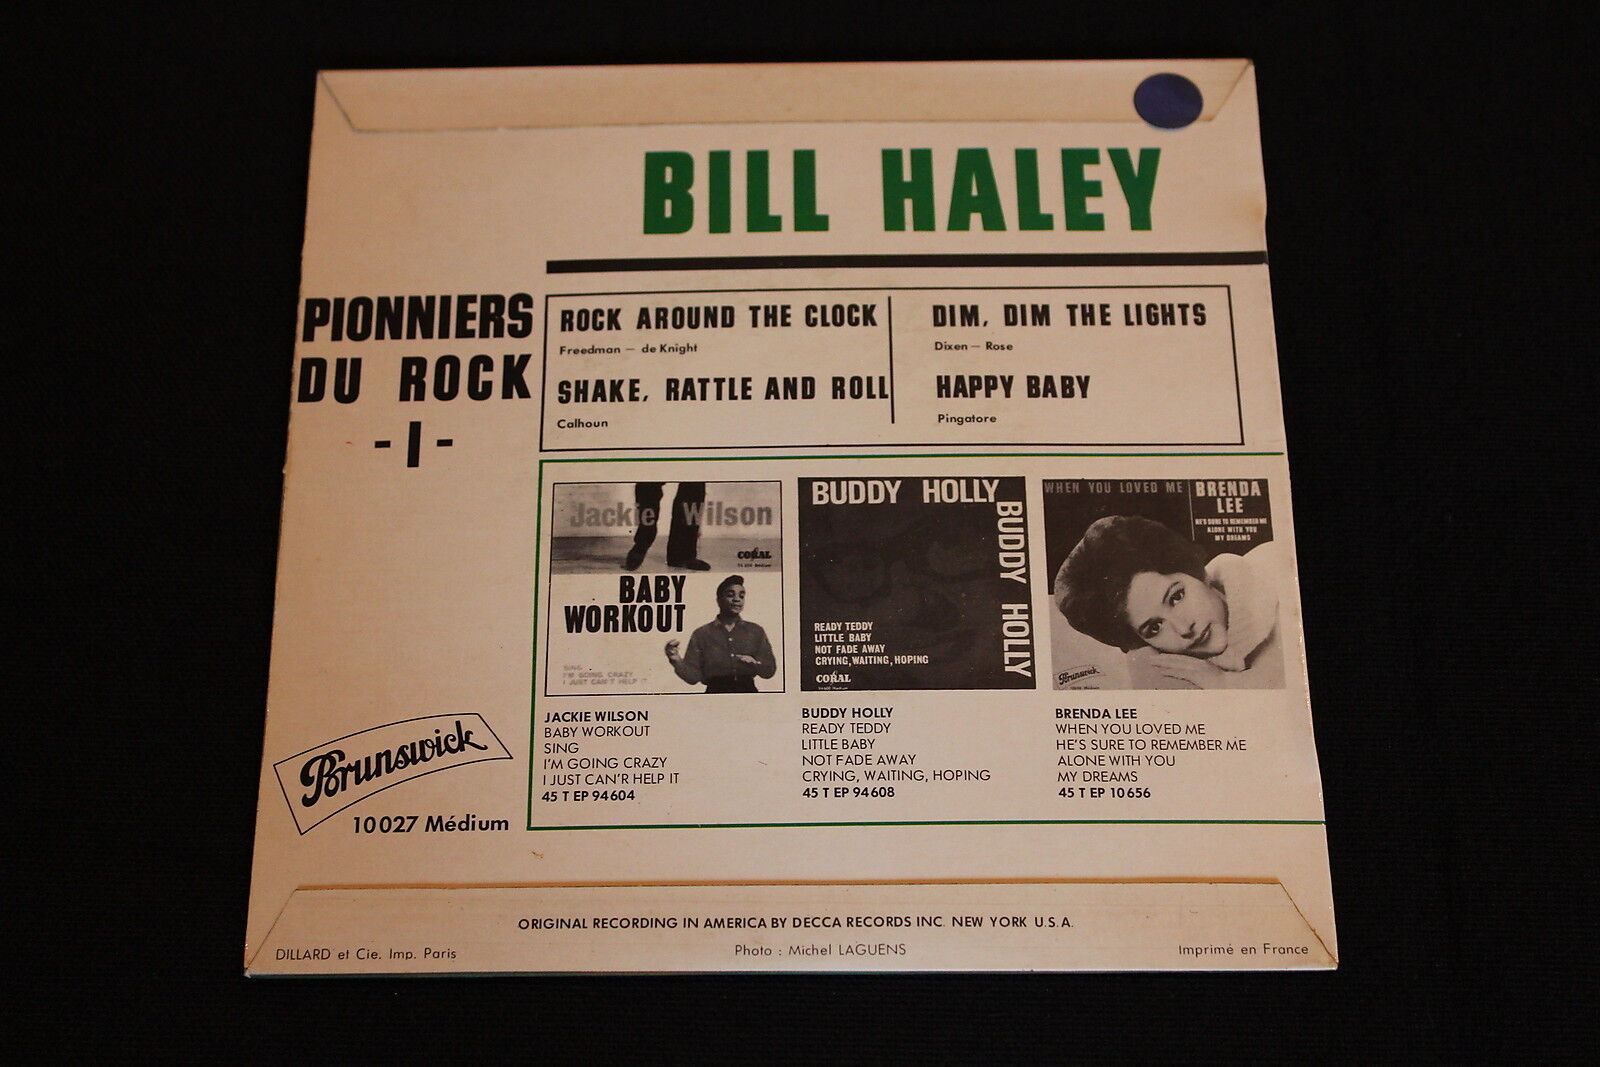 BILL HALEY
PIONNIERS
DU ROCK
- I -
ROCK AROUND THE CLOCK
Freedman — de Knight
SHAKE, RATTLE AND ROLL
Calhoun
DIM, DIM THE LIGHTS
Dixen — Rose
HAPPY BABY
Pingatore
Jackie Wilson
CORAL
BABY
WORKOUT
SING
I'M GOING CRAZY
I JUST CAN'T HELP IT
BUDDY HOLLY
BUDDY HOLLY
READY TEDDY
LITTLE BABY
NOT FADE AWAY
CRYING, WAITING, HOPING
CORAL
WHEN YOU LOVED ME
BRENDA
LEE
HE'S SURE TO REMEMBER ME
ALONE WITH YOU
MY DREAMS
Brunswick
JACKIE WILSON
BABY WORKOUT
SING
I'M GOING CRAZY
I JUST CAN'R HELP IT
45 T EP 94604
BUDDY HOLLY
READY TEDDY
LITTLE BABY
NOT FADE AWAY
CRYING, WAITING, HOPING
45 T EP 94608
BRENDA LEE
WHEN YOU LOVED ME
HE'S SURE TO REMEMBER ME
ALONE WITH YOU
MY DREAMS
45 T EP 10656
Brunswick
10027 Médium
ORIGINAL RECORDING IN AMERICA BY DECCA RECORDS INC. NEW YORK U.S.A.
DILLARD et Cie. Imp. Paris
Photo : Michel LAGUENS
Imprimé en France